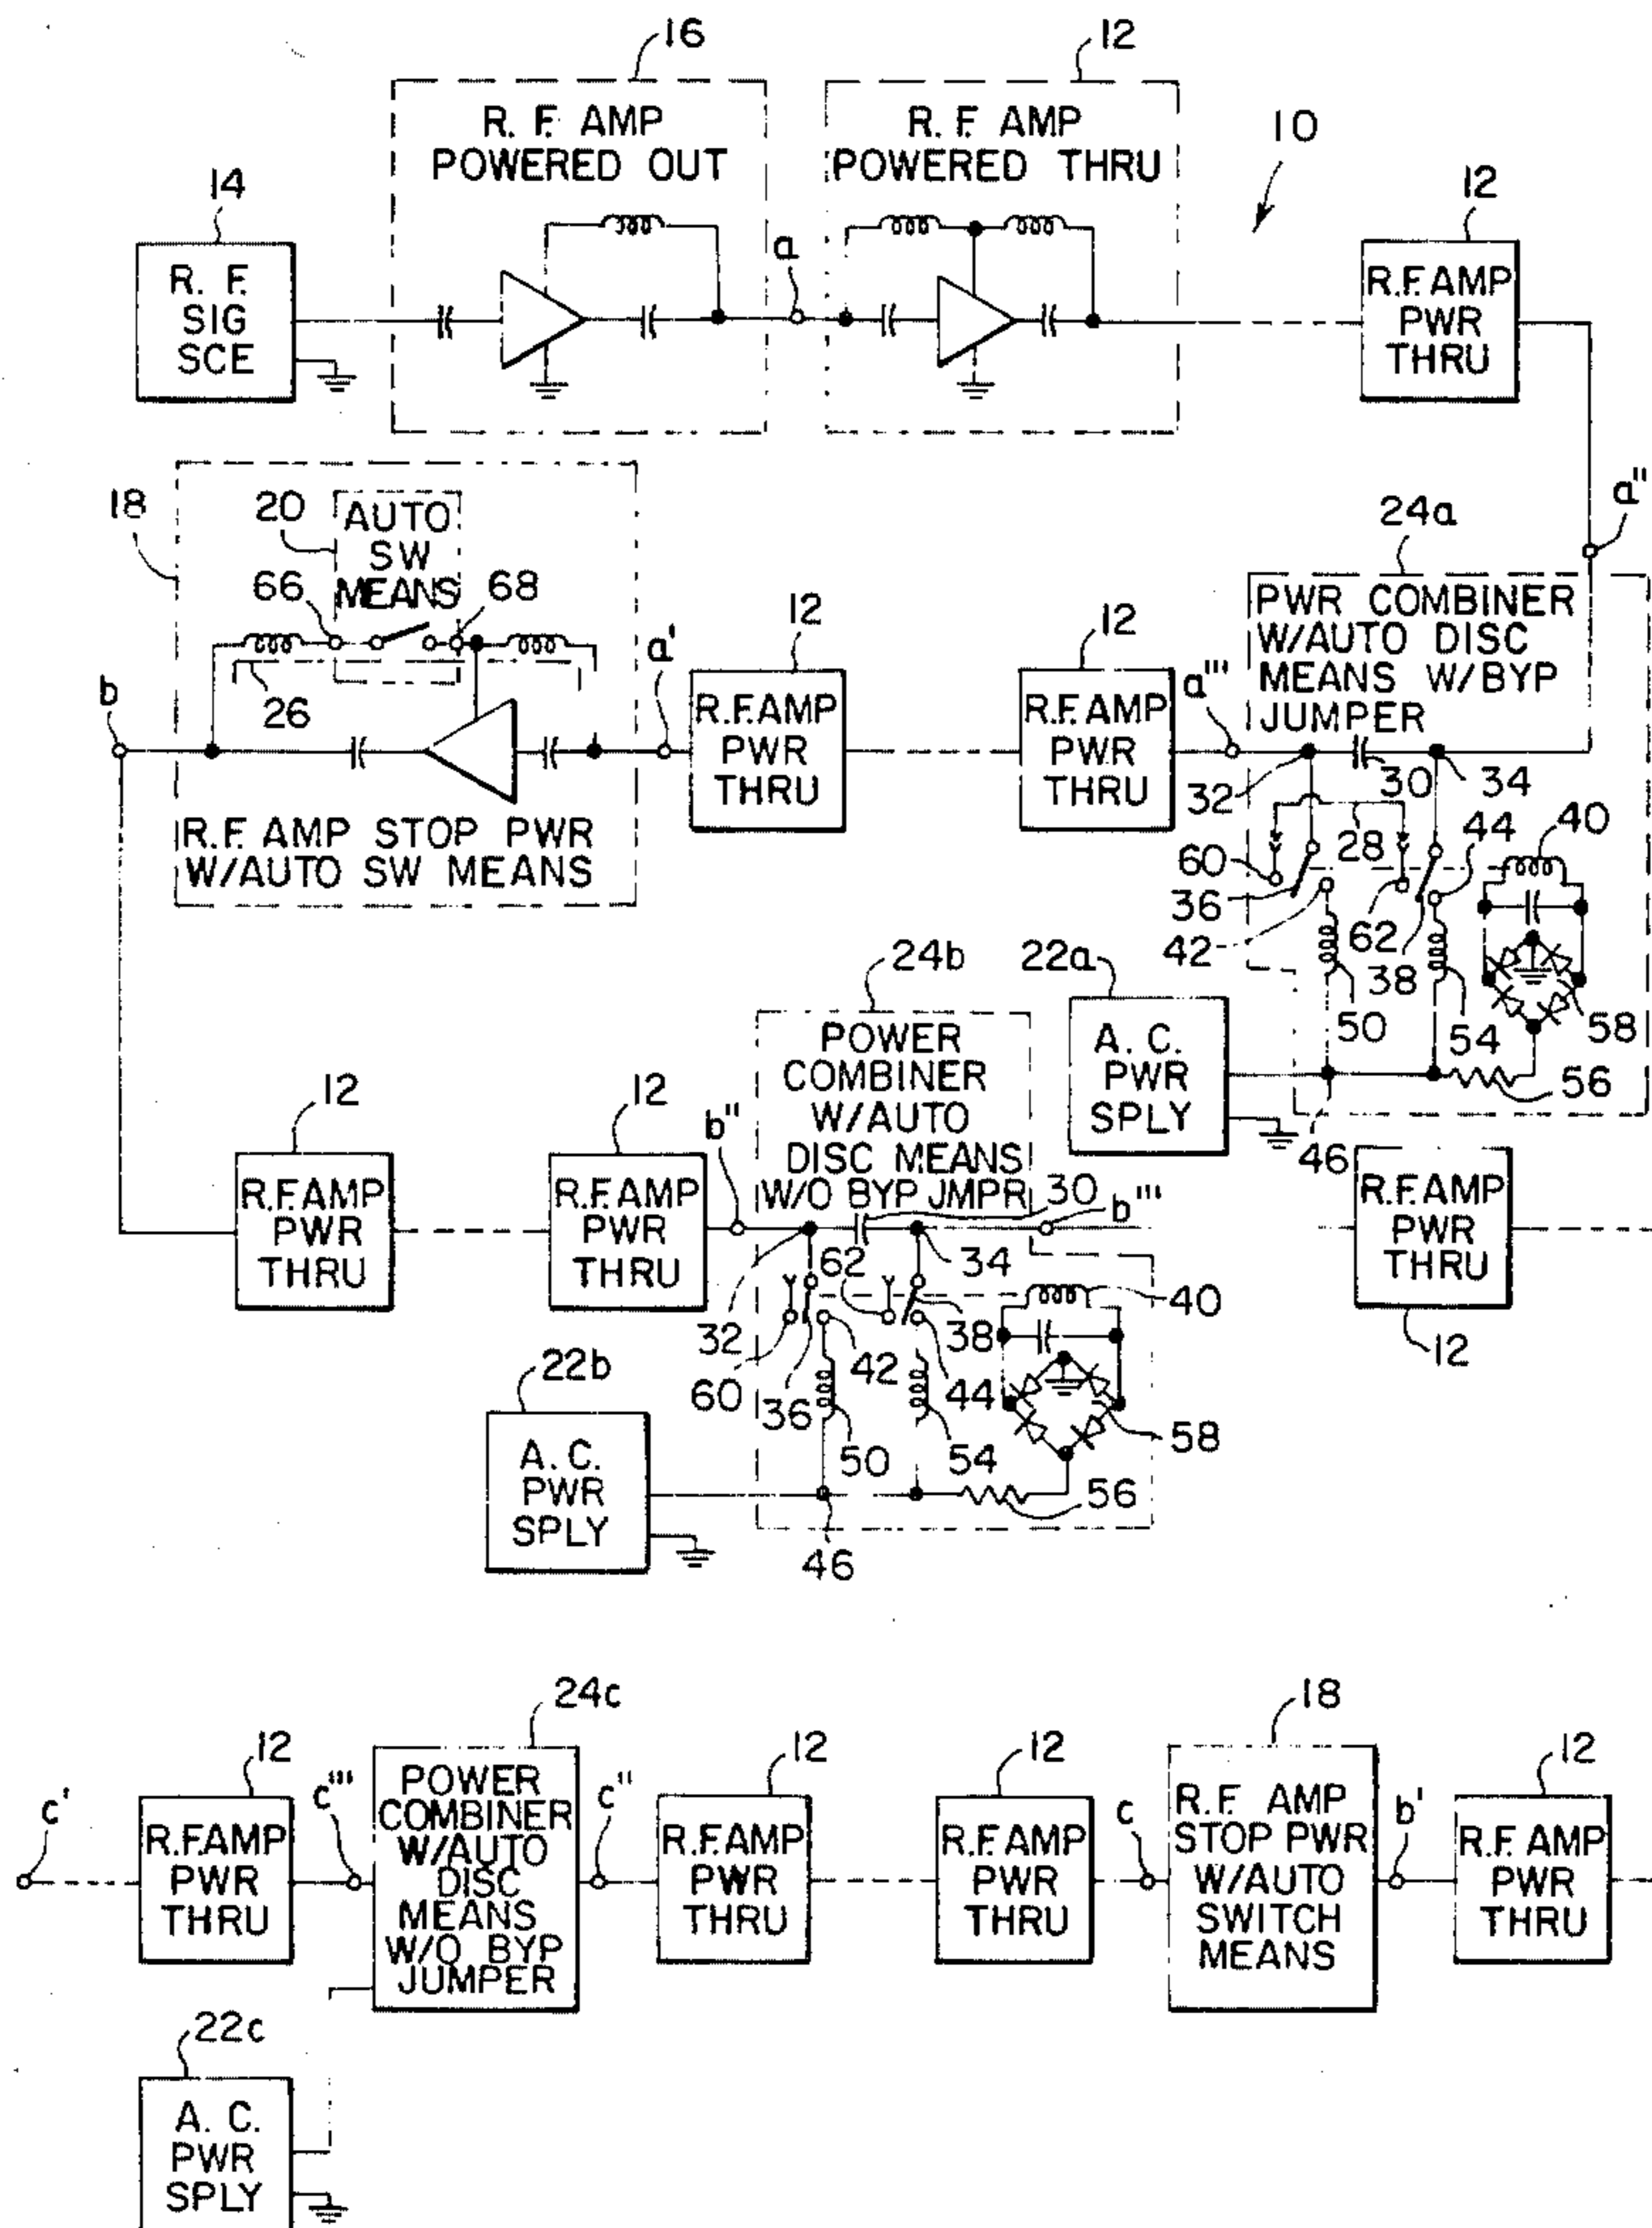 16
12
R. F. AMP
POWERED OUT
R. F. AMP
POWERED THRU
10
14
R. F.
SIG
SCE
a
12
R.F. AMP
PWR
THRU
18
20
AUTO
SW
MEANS
66
68
26
b
a'
R.F. AMP STOP PWR
W/AUTO SW MEANS
12
R.F. AMP
PWR
THRU
12
R.F. AMP
PWR
THRU
a'''
a"
24a
PWR COMBINER
W/AUTO DISC
MEANS W/BYP
JUMPER
32
30
34
28
44
40
60
36
42
62
38
50
54
58
56
46
22a
A. C.
PWR
SPLY
24b
POWER
COMBINER
W/AUTO
DISC MEANS
W/O BYP JMPR
12
R.F. AMP
PWR
THRU
12
R.F. AMP
PWR
THRU
b"
30
b'''
R.F. AMP
PWR
THRU
12
32
62
34
40
60
36
42
38
44
50
54
58
56
46
22b
A. C.
PWR
SPLY
c'
12
R.F. AMP
PWR
THRU
c'''
24c
POWER
COMBINER
W/AUTO
DISC
MEANS
W/O BYP
JUMPER
c"
12
R.F. AMP
PWR
THRU
12
R.F. AMP
PWR
THRU
c
18
R.F. AMP
STOP PWR
W/AUTO
SWITCH
MEANS
b'
12
R.F. AMP
PWR
THRU
22c
A. C.
PWR
SPLY